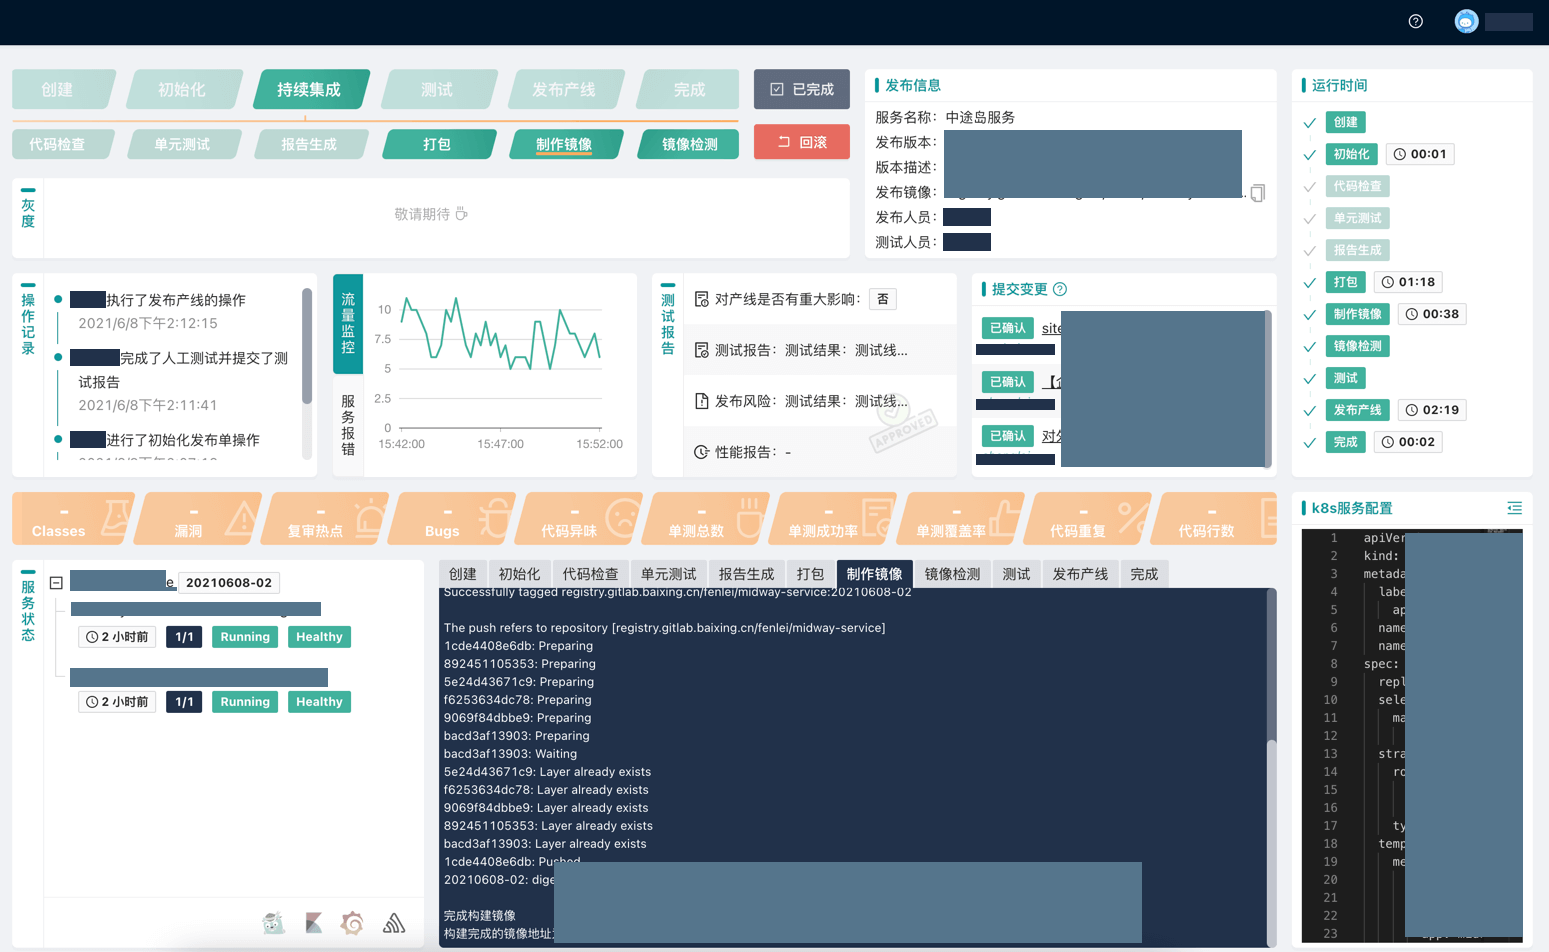 创建
初始化
持续集成
测试
发布产线
完成
已完成
代码检查
单元测试
报告生成
打包
制作镜像
镜像检测
回滚
灰度
敬请期待
发布信息
服务名称：中途岛服务
发布版本：
版本描述：
发布镜像：
发布人员：
测试人员：
运行时间
创建
初始化 00:01
代码检查
单元测试
报告生成
打包 01:18
制作镜像 00:38
镜像检测
测试
发布产线 02:19
完成 00:02
操作记录
执行了发布产线的操作
2021/6/8下午2:12:15
完成了人工测试并提交了测
试报告
2021/6/8下午2:11:41
进行了初始化发布单操作
流量监控
服务报错
10
7.5
5
2.5
0
15:42:00
15:47:00
15:52:00
测试报告
对产线是否有重大影响： 否
测试报告：测试结果：测试线...
发布风险：测试结果：测试线...
性能报告：-
APPROVED
提交变更
已确认 site
已确认
已确认
- Classes
- 漏洞
- 复审热点
- Bugs
- 代码异味
- 单测总数
- 单测成功率
- 单测覆盖率
- 代码重复
- 代码行数
服务状态
e 20210608-02
2 小时前 1/1 Running Healthy
2 小时前 1/1 Running Healthy
创建 初始化 代码检查 单元测试 报告生成 打包 制作镜像 镜像检测 测试 发布产线 完成
Successfully tagged registry.gitlab.baixing.cn/fenlei/midway-service:20210608-02
The push refers to repository [registry.gitlab.baixing.cn/fenlei/midway-service]
1cde4408e6db: Preparing
892451105353: Preparing
5e24d43671c9: Preparing
f6253634dc78: Preparing
9069f84dbbe9: Preparing
bacd3af13903: Preparing
bacd3af13903: Waiting
5e24d43671c9: Layer already exists
f6253634dc78: Layer already exists
9069f84dbbe9: Layer already exists
892451105353: Layer already exists
bacd3af13903: Layer already exists
1cde4408e6db: Pushed
20210608-02: dige
完成构建镜像
构建完成的镜像地址
k8s服务配置
1 apiVer
2 kind:
3 metada
4 labe
5 ap
6 name
7 name
8 spec:
9 repl
10 sele
11 ma
12
13 stra
14 ro
15
16
17 ty
18 temp
19 me
20
21
22
23